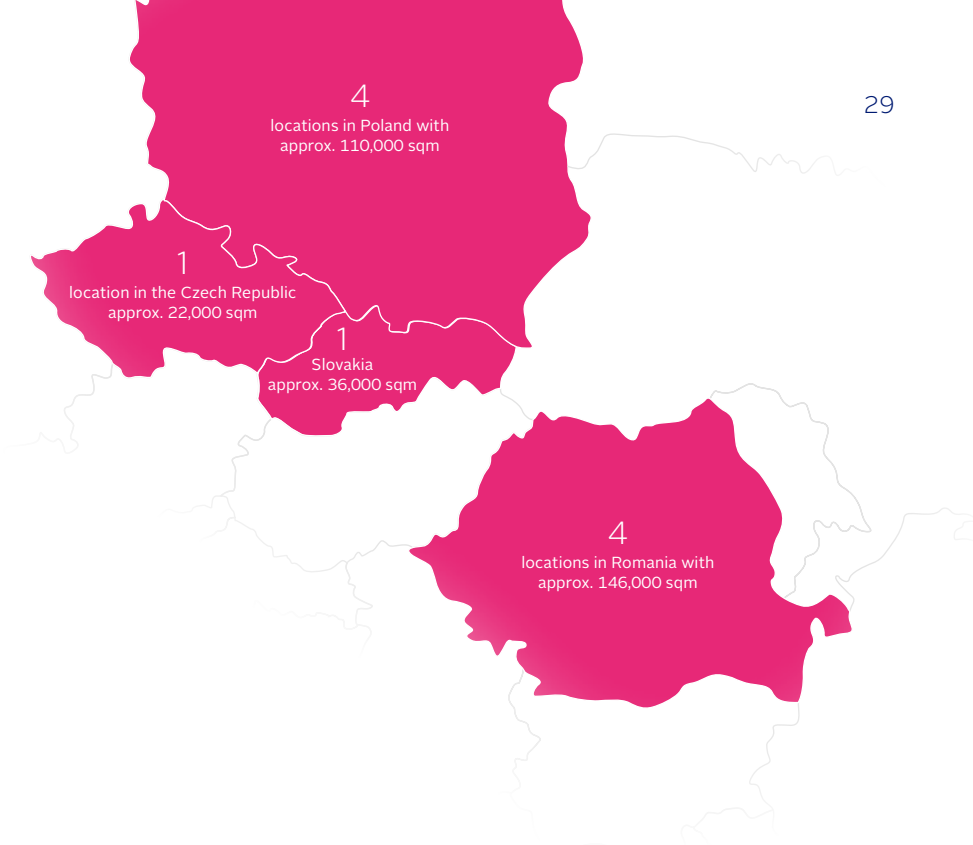 29
4
locations in Poland with
approx. 110,000 sqm
1
location in the Czech Republic
approx. 22,000 sqm
1
Slovakia
approx. 36,000 sqm
4
locations in Romania with
approx. 146,000 sqm